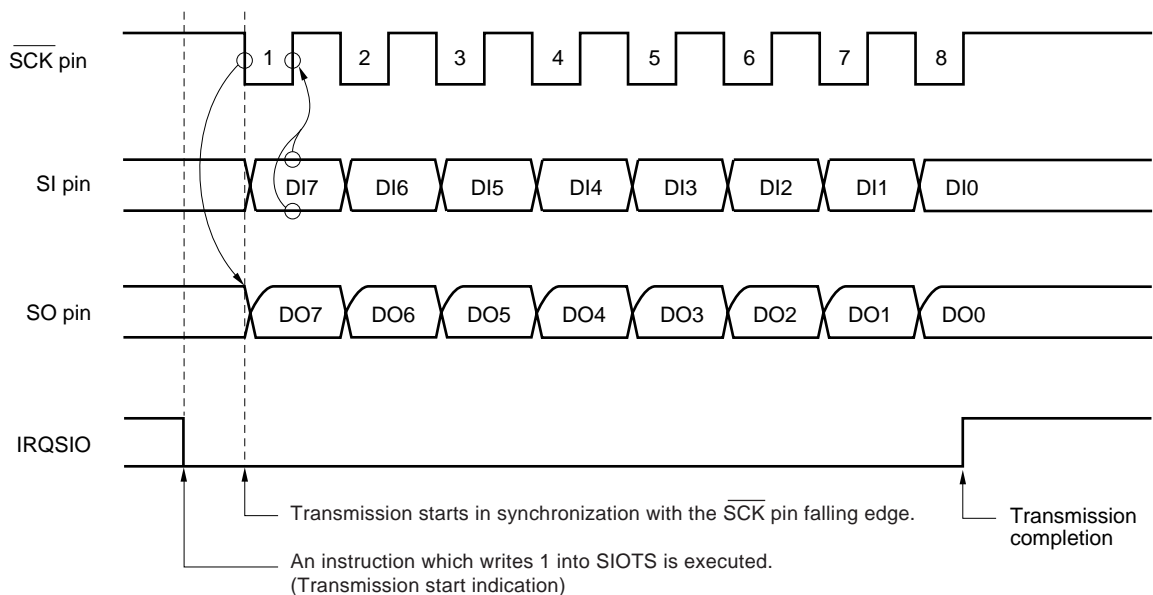 SCK pin
1 2 3 4 5 6 7 8
SI pin
DI7 DI6 DI5 DI4 DI3 DI2 DI1 DI0
SO pin
DO7 DO6 DO5 DO4 DO3 DO2 DO1 DO0
IRQSIO
Transmission starts in synchronization with the SCK pin falling edge.
Transmission
completion
An instruction which writes 1 into SIOTS is executed.
(Transmission start indication)